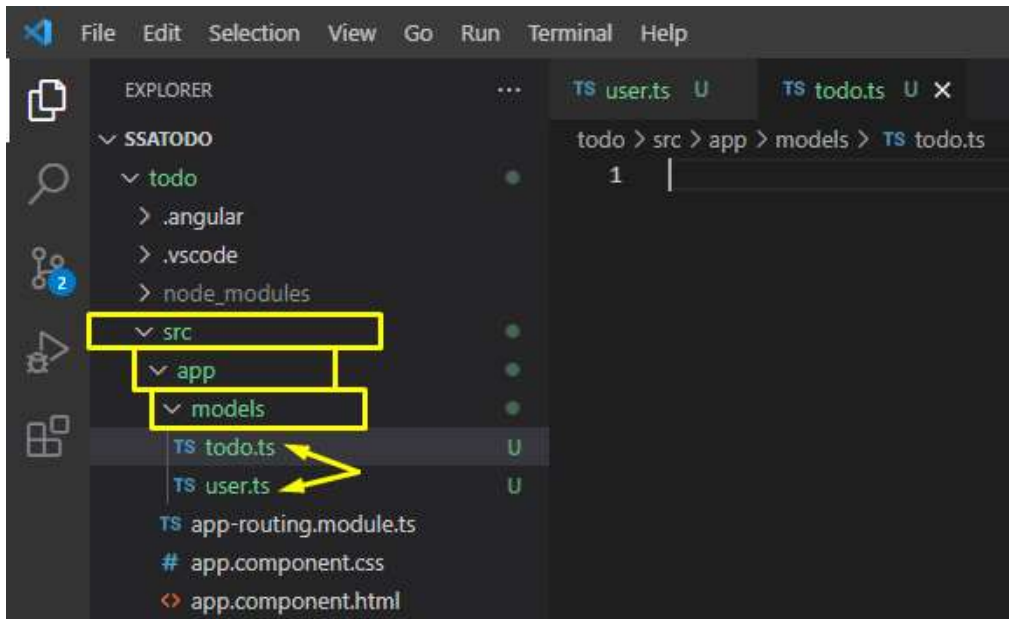 File Edit Selection View Go Run Terminal Help
EXPLORER ...
TS user.ts U TS todo.ts U ×
SSATODO
todo > src > app > models > TS todo.ts
todo
1
.angular
.vscode
2
node_modules
src
app
models
TS todo.ts U
TS user.ts U
TS app-routing.module.ts
# app.component.css
<> app.component.html